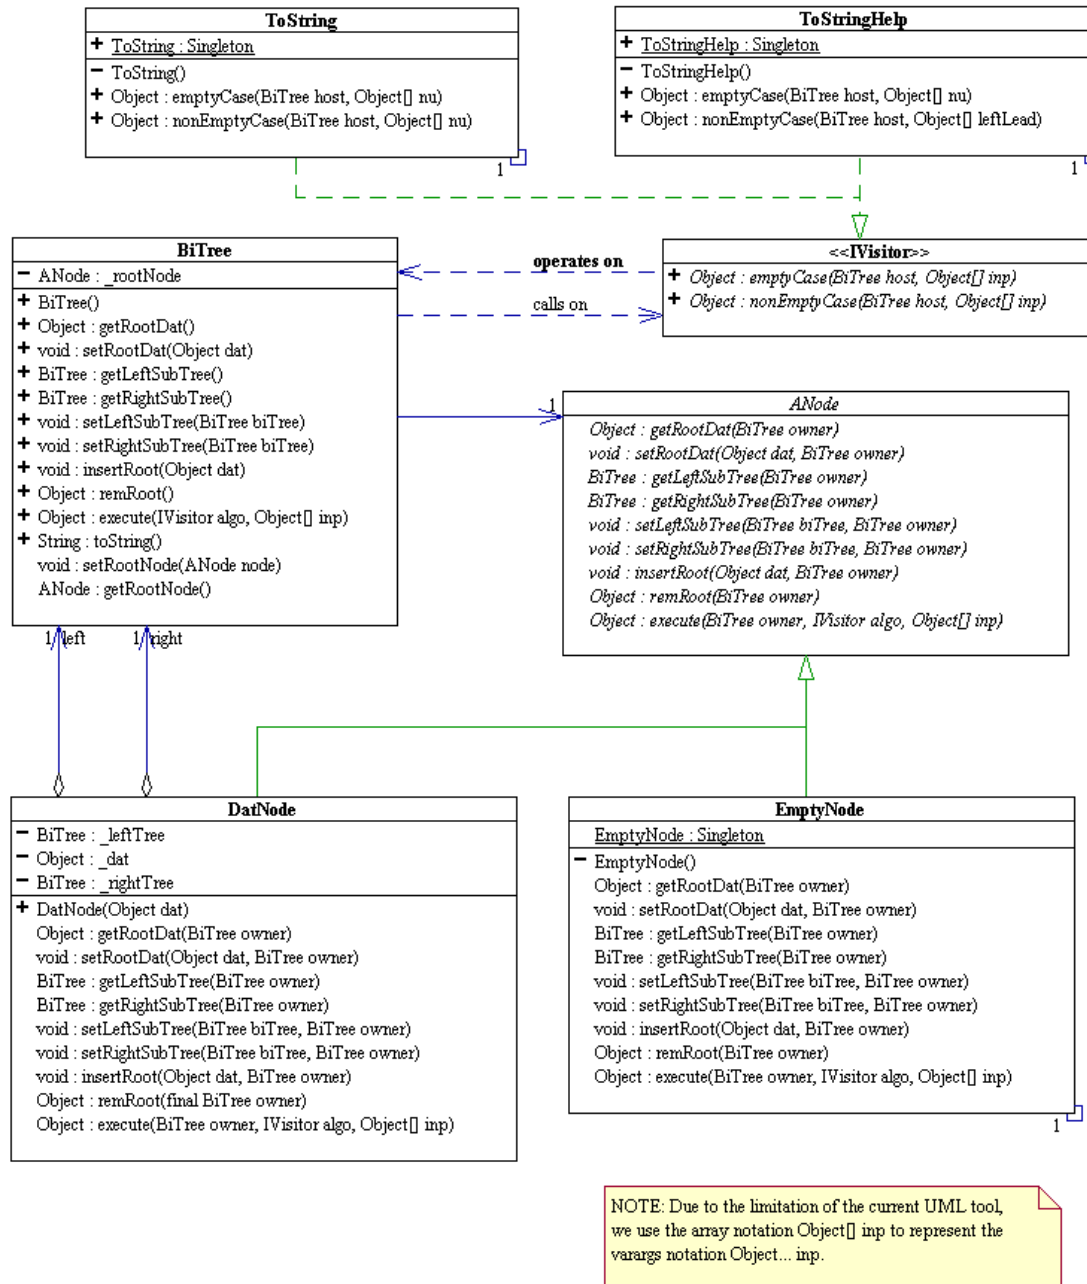 ToString
+ ToString : Singleton
− ToString()
+ Object : emptyCase(BiTree host, Object[] nu)
+ Object : nonEmptyCase(BiTree host, Object[] nu)
1
ToStringHelp
+ ToStringHelp : Singleton
− ToStringHelp()
+ Object : emptyCase(BiTree host, Object[] nu)
+ Object : nonEmptyCase(BiTree host, Object[] leftLead)
1
BiTree
− ANode : _rootNode
+ BiTree()
+ Object : getRootDat()
+ void : setRootDat(Object dat)
+ BiTree : getLeftSubTree()
+ BiTree : getRightSubTree()
+ void : setLeftSubTree(BiTree biTree)
+ void : setRightSubTree(BiTree biTree)
+ void : insertRoot(Object dat)
+ Object : remRoot()
+ Object : execute(IVisitor algo, Object[] inp)
+ String : toString()
void : setRootNode(ANode node)
ANode : getRootNode()
operates on
calls on
<<IVisitor>>
+ Object : emptyCase(BiTree host, Object[] inp)
+ Object : nonEmptyCase(BiTree host, Object[] inp)
1
ANode
Object : getRootDat(BiTree owner)
void : setRootDat(Object dat, BiTree owner)
BiTree : getLeftSubTree(BiTree owner)
BiTree : getRightSubTree(BiTree owner)
void : setLeftSubTree(BiTree biTree, BiTree owner)
void : setRightSubTree(BiTree biTree, BiTree owner)
void : insertRoot(Object dat, BiTree owner)
Object : remRoot(BiTree owner)
Object : execute(BiTree owner, IVisitor algo, Object[] inp)
1 left
1 right
DatNode
− BiTree : _leftTree
− Object : _dat
− BiTree : _rightTree
+ DatNode(Object dat)
Object : getRootDat(BiTree owner)
void : setRootDat(Object dat, BiTree owner)
BiTree : getLeftSubTree(BiTree owner)
BiTree : getRightSubTree(BiTree owner)
void : setLeftSubTree(BiTree biTree, BiTree owner)
void : setRightSubTree(BiTree biTree, BiTree owner)
void : insertRoot(Object dat, BiTree owner)
Object : remRoot(final BiTree owner)
Object : execute(BiTree owner, IVisitor algo, Object[] inp)
EmptyNode
EmptyNode : Singleton
− EmptyNode()
Object : getRootDat(BiTree owner)
void : setRootDat(Object dat, BiTree owner)
BiTree : getLeftSubTree(BiTree owner)
BiTree : getRightSubTree(BiTree owner)
void : setLeftSubTree(BiTree biTree, BiTree owner)
void : setRightSubTree(BiTree biTree, BiTree owner)
void : insertRoot(Object dat, BiTree owner)
Object : remRoot(BiTree owner)
Object : execute(BiTree owner, IVisitor algo, Object[] inp)
1
NOTE: Due to the limitation of the current UML tool,
we use the array notation Object[] inp to represent the
varargs notation Object... inp.